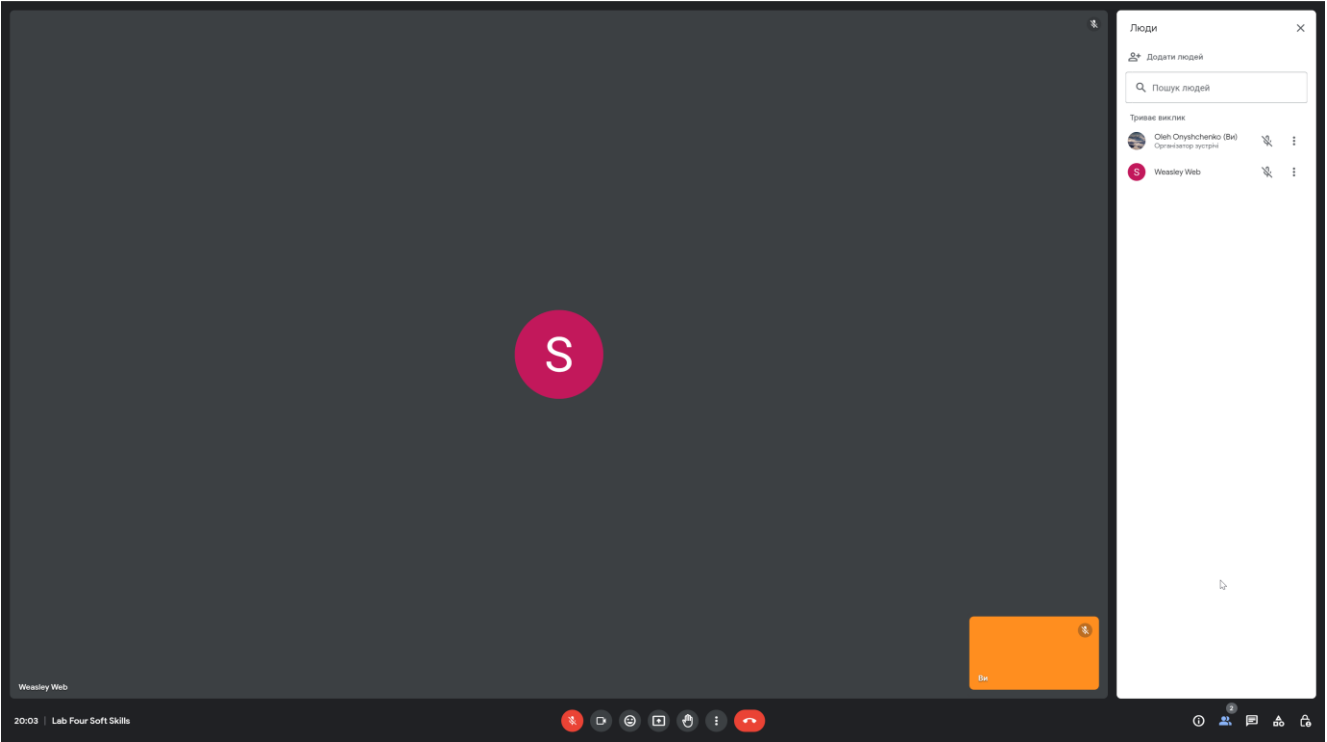 Люди
Додати людей
Пошук людей
Триває виклик
Oleh Onyshchenko (Ви)
Організатор зустрічі
S Weasley Web
S
Ви
Weasley Web
20:03 | Lab Four Soft Skills
2